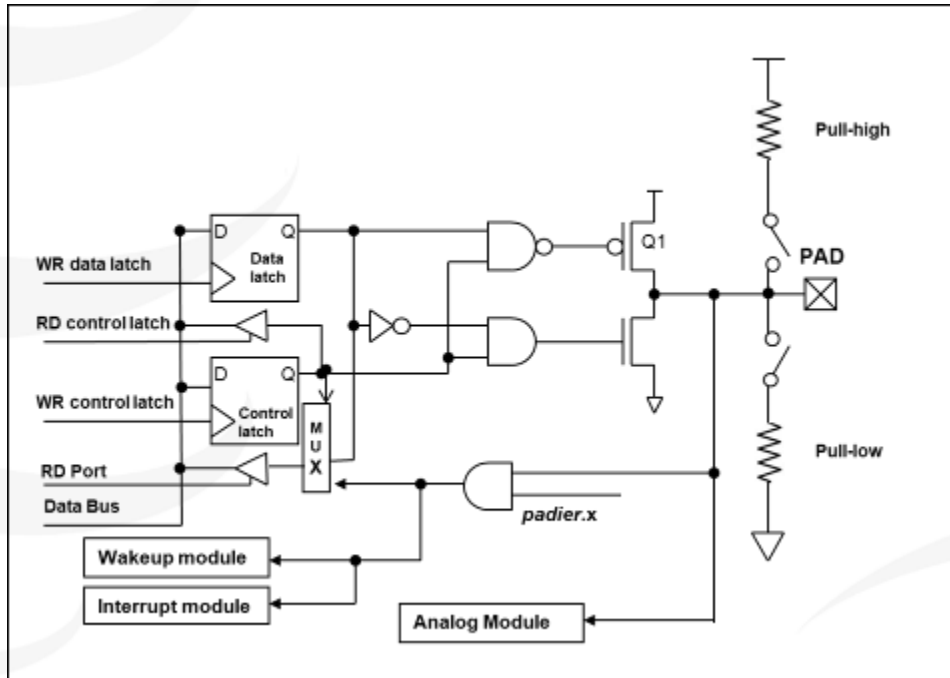 Pull-high
D Q
Data
latch
Q1
WR data latch
PAD
RD control latch
D Q
WR control latch
Control
latch
M
U
X
RD Port
Pull-low
Data Bus
padier.x
Wakeup module
Interrupt module
Analog Module